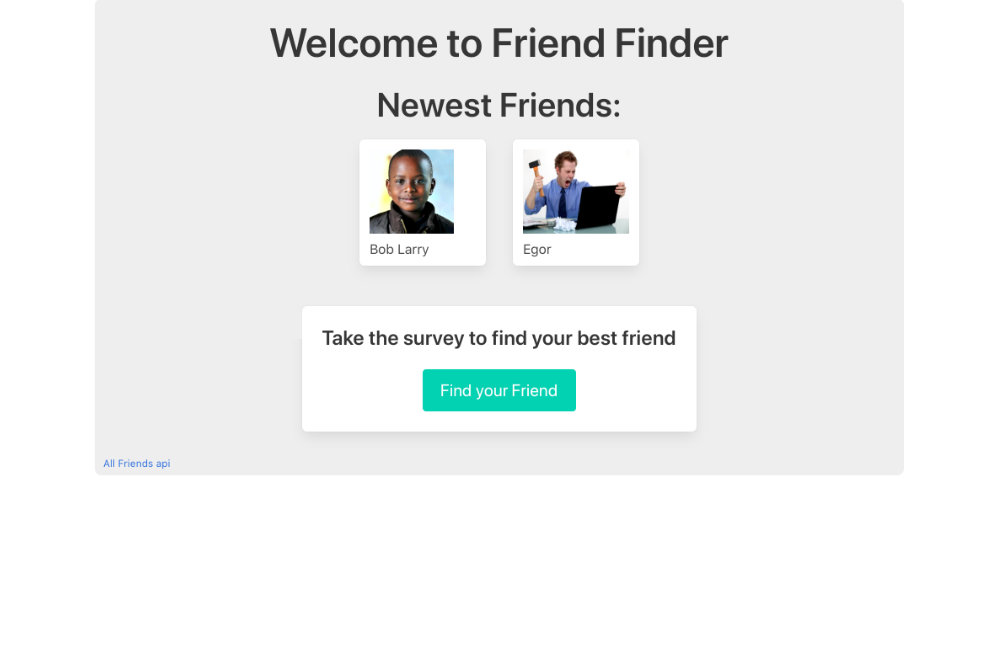 Welcome to Friend Finder
Newest Friends:
Bob Larry
Egor
Take the survey to find your best friend
Find your Friend
All Friends api